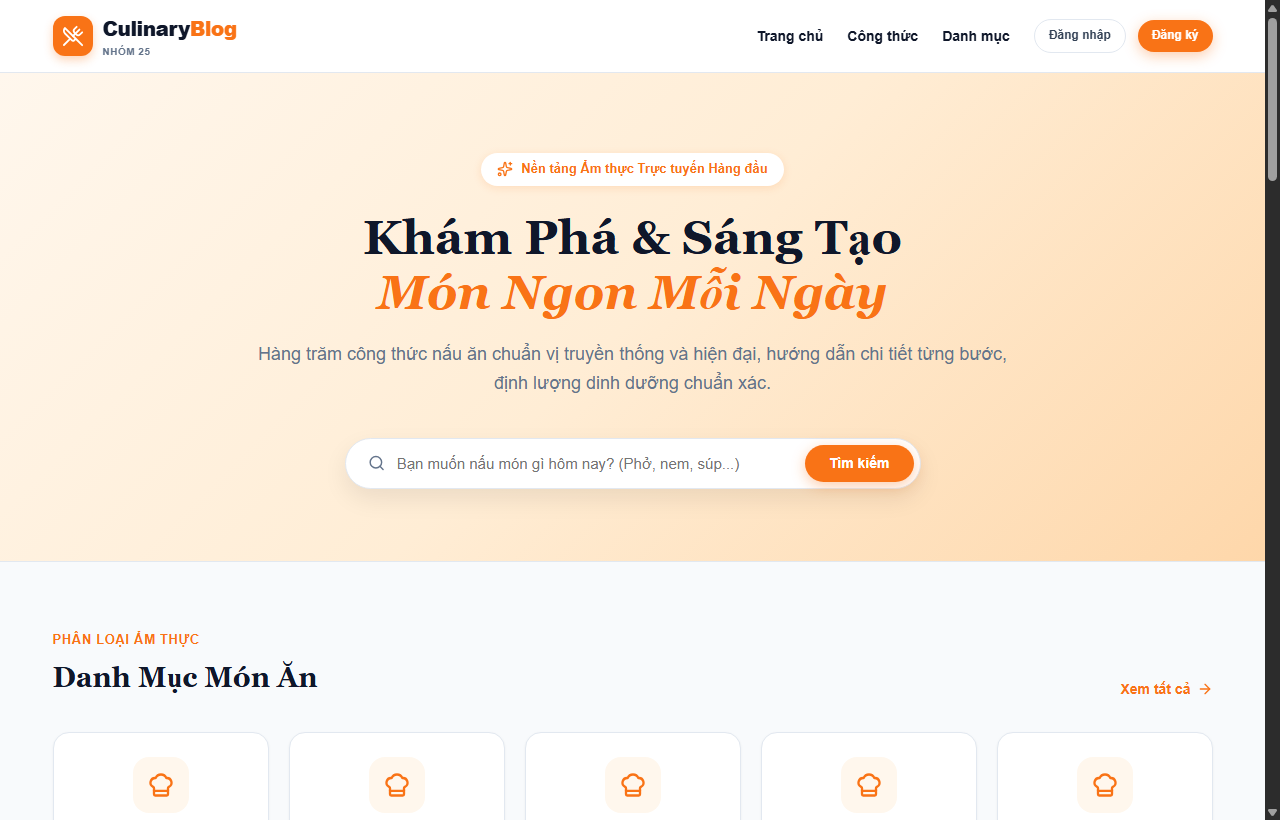 CulinaryBlog
NHÓM 25
Trang chủ
Công thức
Danh mục
Đăng nhập
Đăng ký
Nền tảng Ẩm thực Trực tuyến Hàng đầu
Khám Phá & Sáng Tạo
Món Ngon Mỗi Ngày
Hàng trăm công thức nấu ăn chuẩn vị truyền thống và hiện đại, hướng dẫn chi tiết từng bước,
định lượng dinh dưỡng chuẩn xác.
Bạn muốn nấu món gì hôm nay? (Phở, nem, súp...)
Tìm kiếm
PHÂN LOẠI ẨM THỰC
Danh Mục Món Ăn
Xem tất cả